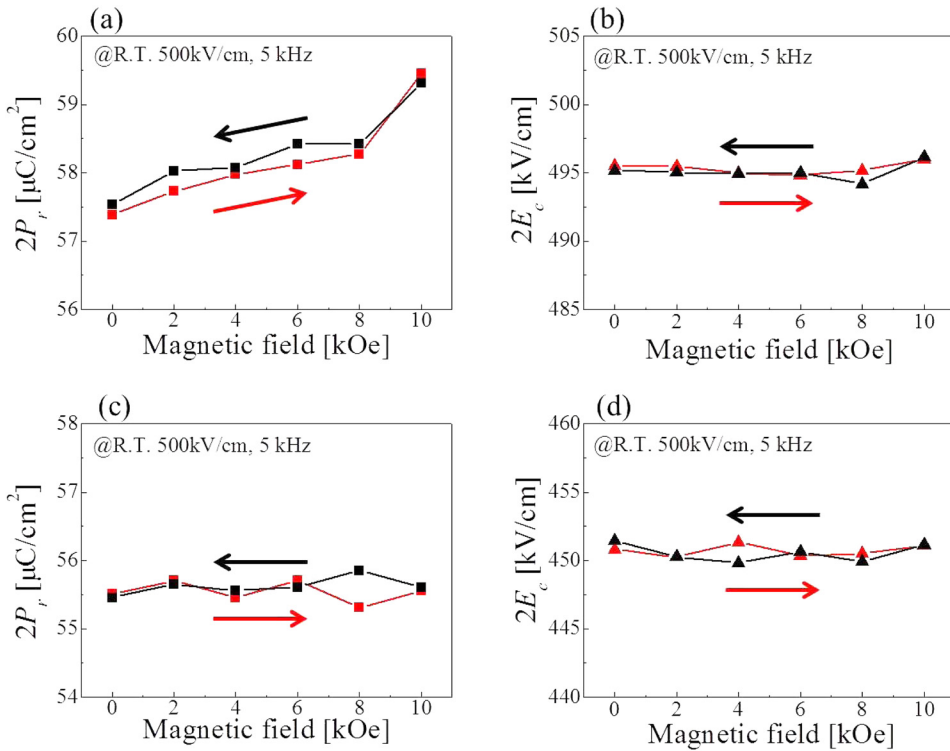 (a)
@R.T. 500kV/cm, 5 kHz
2Pr [µC/cm²]
60
59
58
57
56
0 2 4 6 8 10
Magnetic field [kOe]
(b)
@R.T. 500kV/cm, 5 kHz
2Ec [kV/cm]
505
500
495
490
485
0 2 4 6 8 10
Magnetic field [kOe]
(c)
@R.T. 500kV/cm, 5 kHz
2Pr [µC/cm²]
58
57
56
55
54
0 2 4 6 8 10
Magnetic field [kOe]
(d)
@R.T. 500kV/cm, 5 kHz
2Ec [kV/cm]
460
455
450
445
440
0 2 4 6 8 10
Magnetic field [kOe]